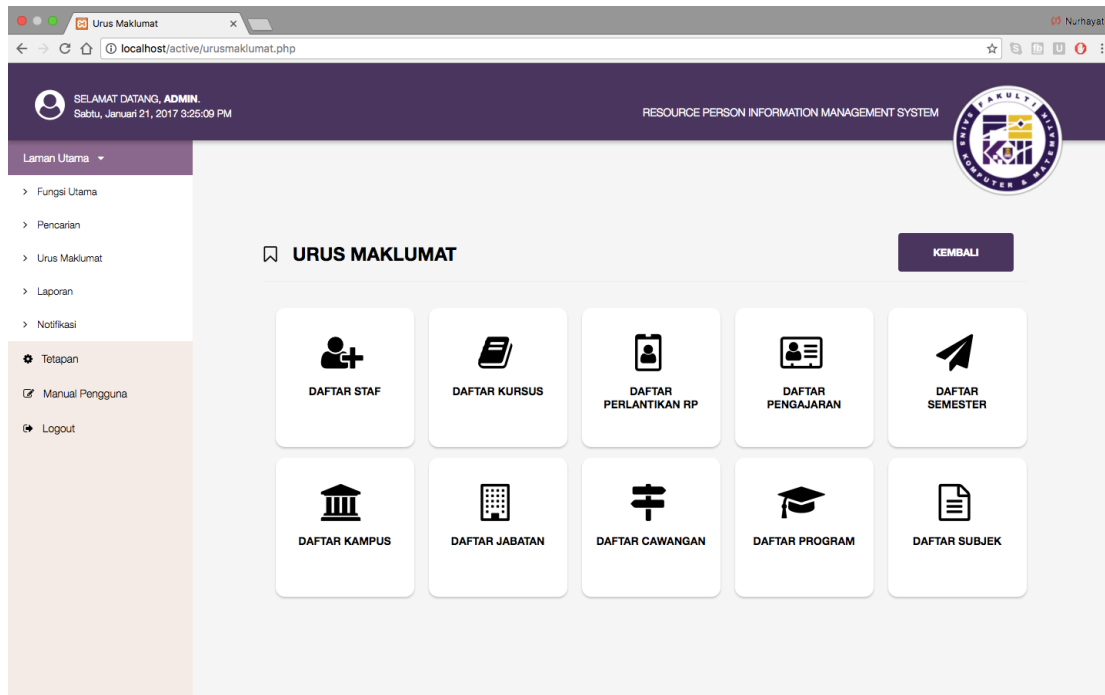 Urus Maklumat
Nurhayat
localhost/active/urusmaklumat.php
SELAMAT DATANG, ADMIN.
Sabtu, Januari 21, 2017 3:25:09 PM
RESOURCE PERSON INFORMATION MANAGEMENT SYSTEM
FAKULTI
SAINS KOMPUTER & MATEMATIK
Laman Utama
Fungsi Utama
Pencarian
Urus Maklumat
Laporan
Notifikasi
Tetapan
Manual Pengguna
Logout
URUS MAKLUMAT
KEMBALI
DAFTAR STAF
DAFTAR KURSUS
DAFTAR
PERLANTIKAN RP
DAFTAR
PENGAJARAN
DAFTAR
SEMESTER
DAFTAR KAMPUS
DAFTAR JABATAN
DAFTAR CAWANGAN
DAFTAR PROGRAM
DAFTAR SUBJEK